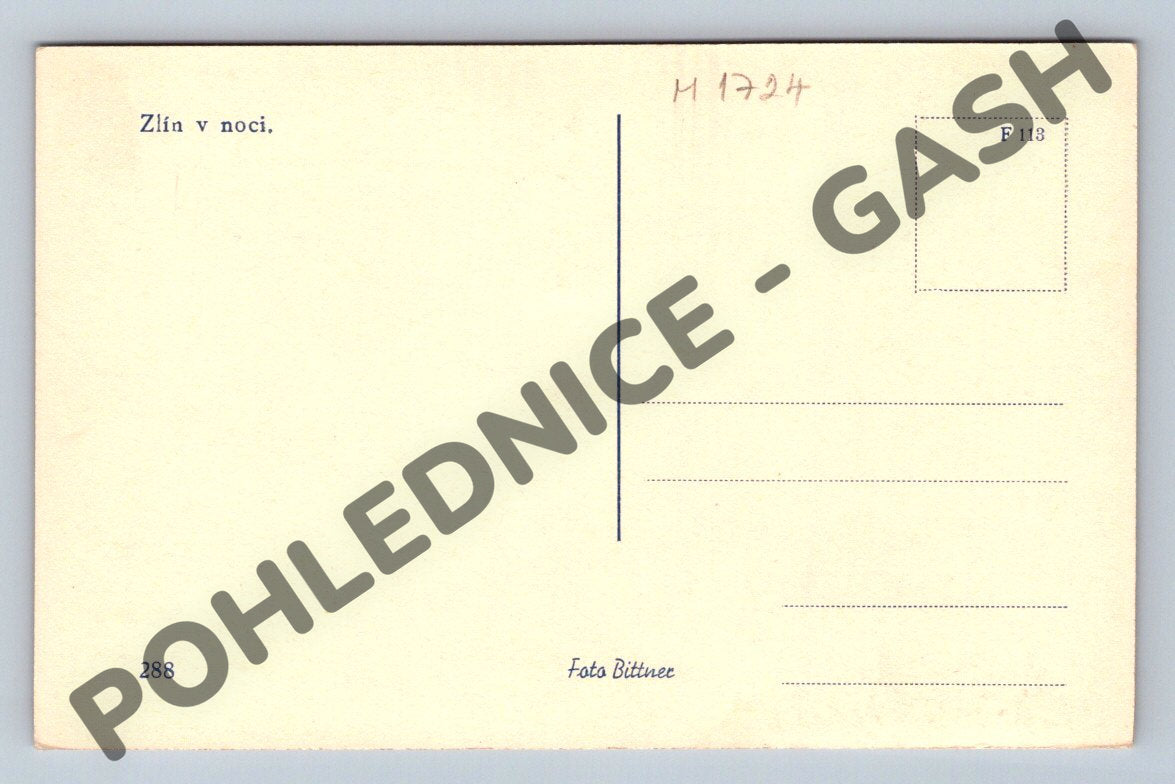 M 1724
Zlín v noci.
F 113
POHLEDNICE - GASH
288
Foto Bittner